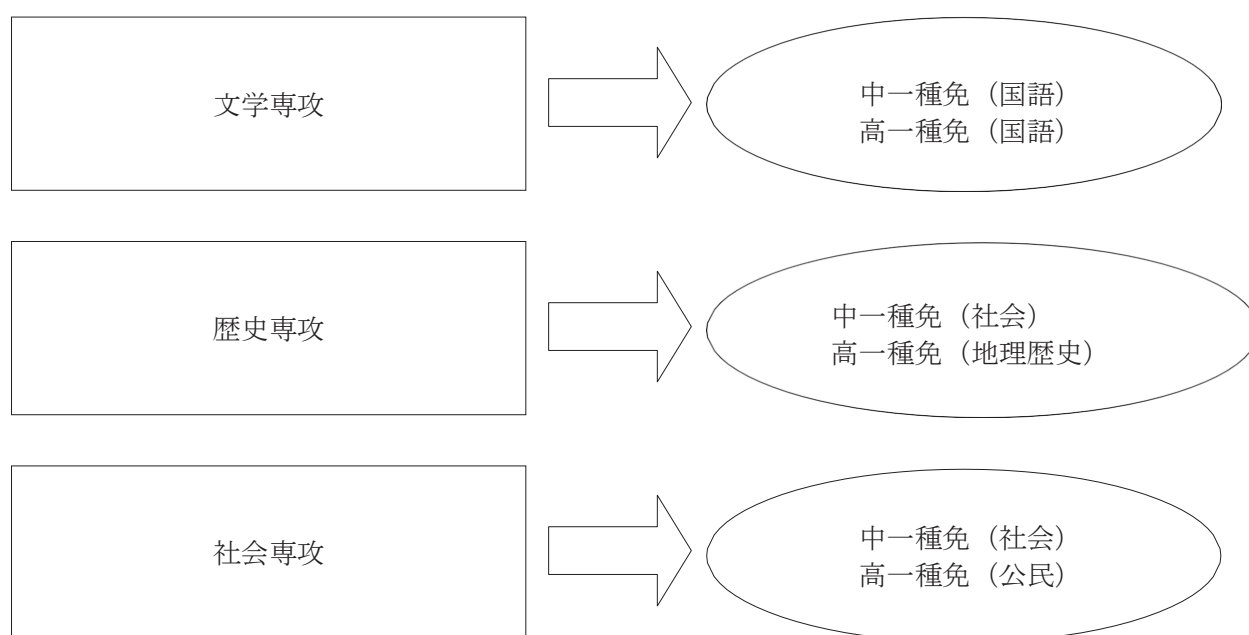 文学専攻
中一種免（国語）
高一種免（国語）
歴史専攻
中一種免（社会）
高一種免（地理歴史）
社会専攻
中一種免（社会）
高一種免（公民）